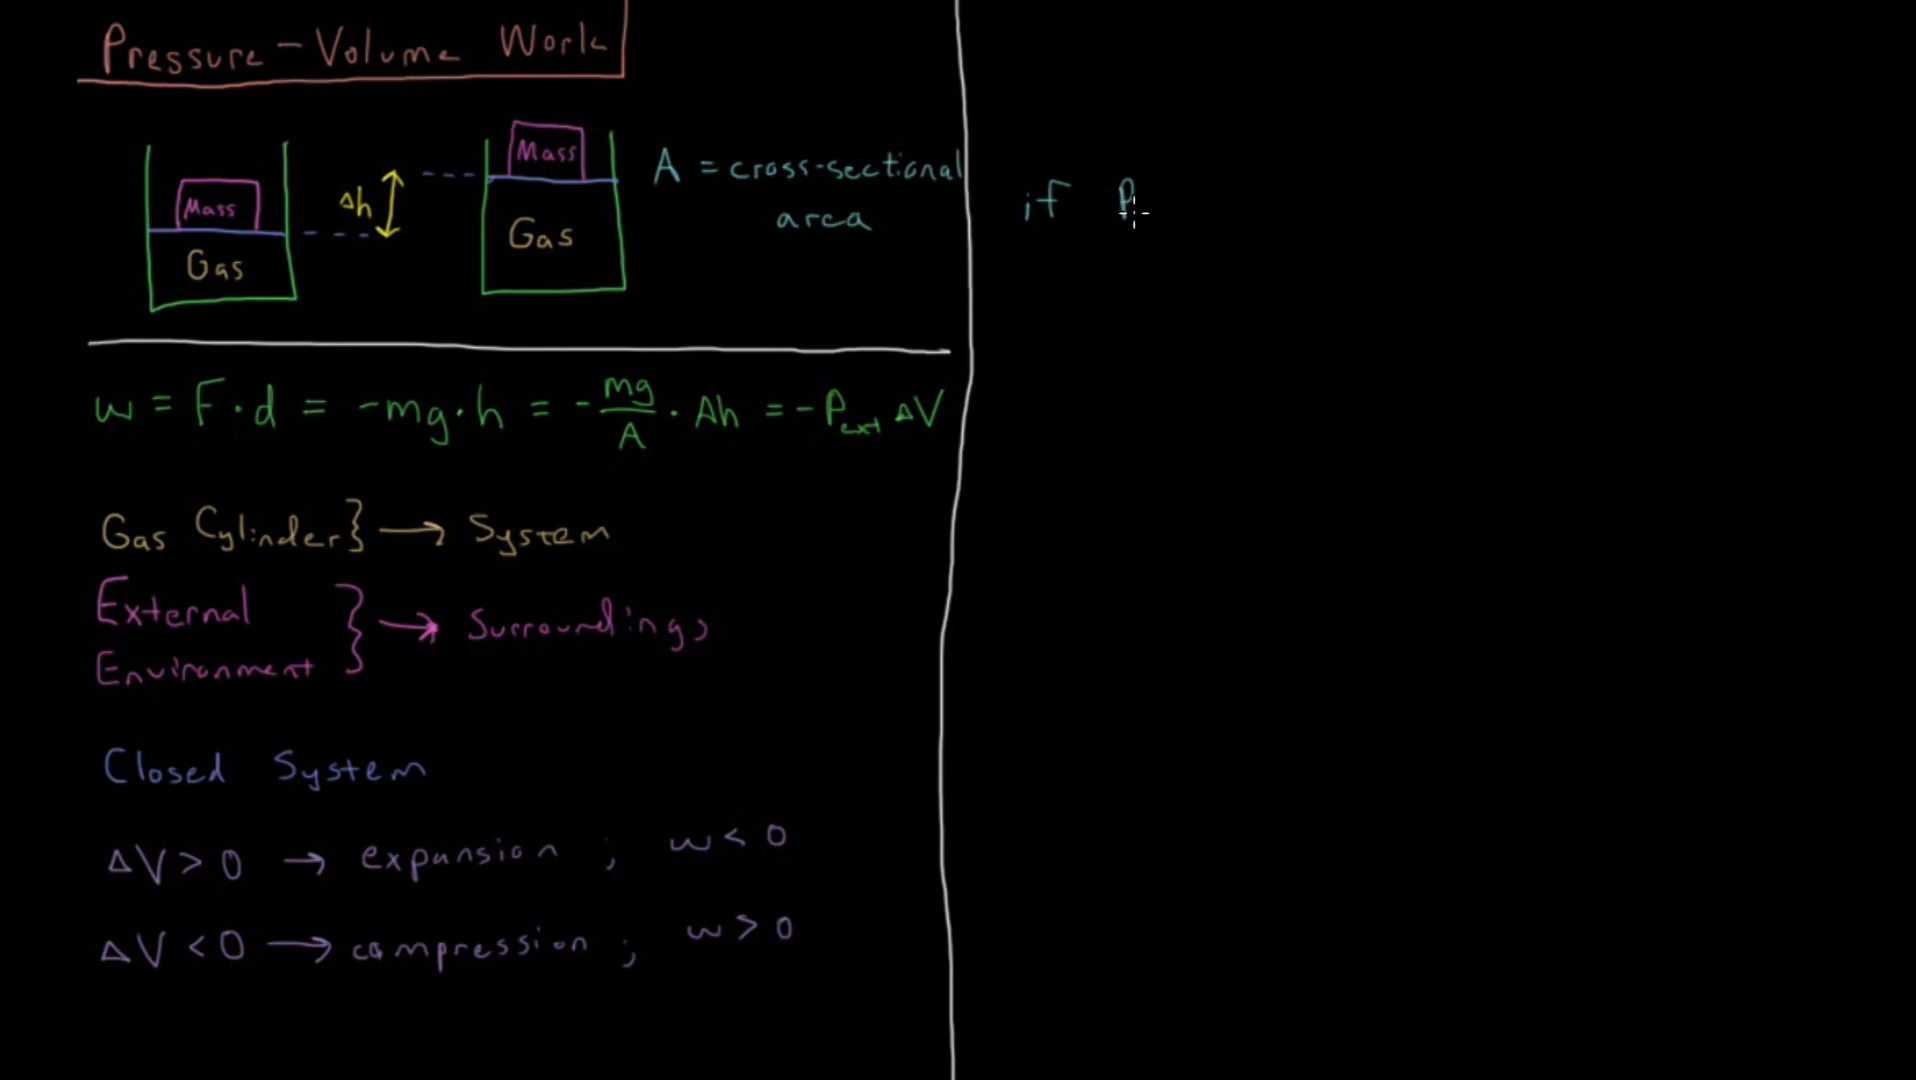 Pressure-Volume Work
Mass
Gas
Δh
Mass
Gas
A = cross-sectional
area
w = F·d = -mg·h = -mg/A · Ah = -P_ext ΔV
Gas Cylinder} → System
External
Environment } → Surroundings
Closed System
ΔV > 0 → expansion ; w < 0
ΔV < 0 → compression ; w > 0
if P